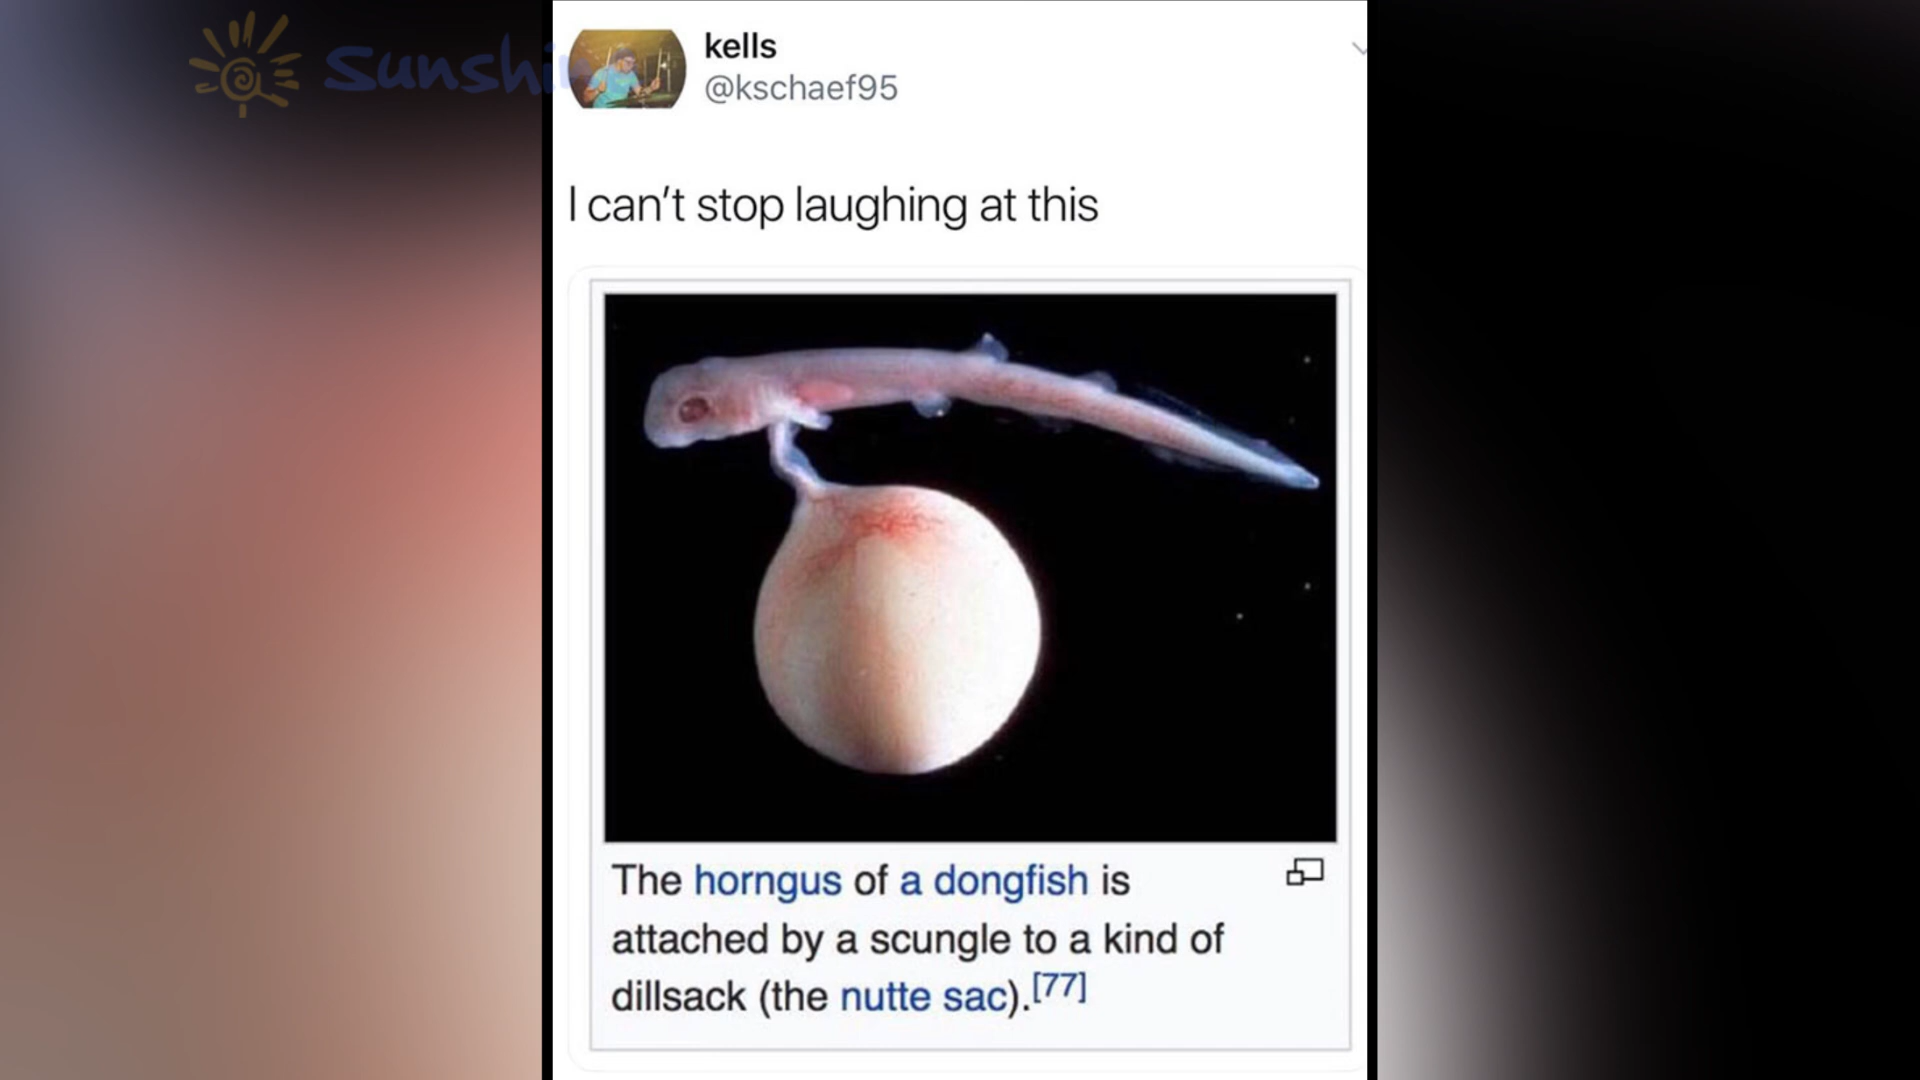 Sunshi
kells
@kschaef95
I can't stop laughing at this
The horngus of a dongfish is
attached by a scungle to a kind of
dillsack (the nutte sac).[77]